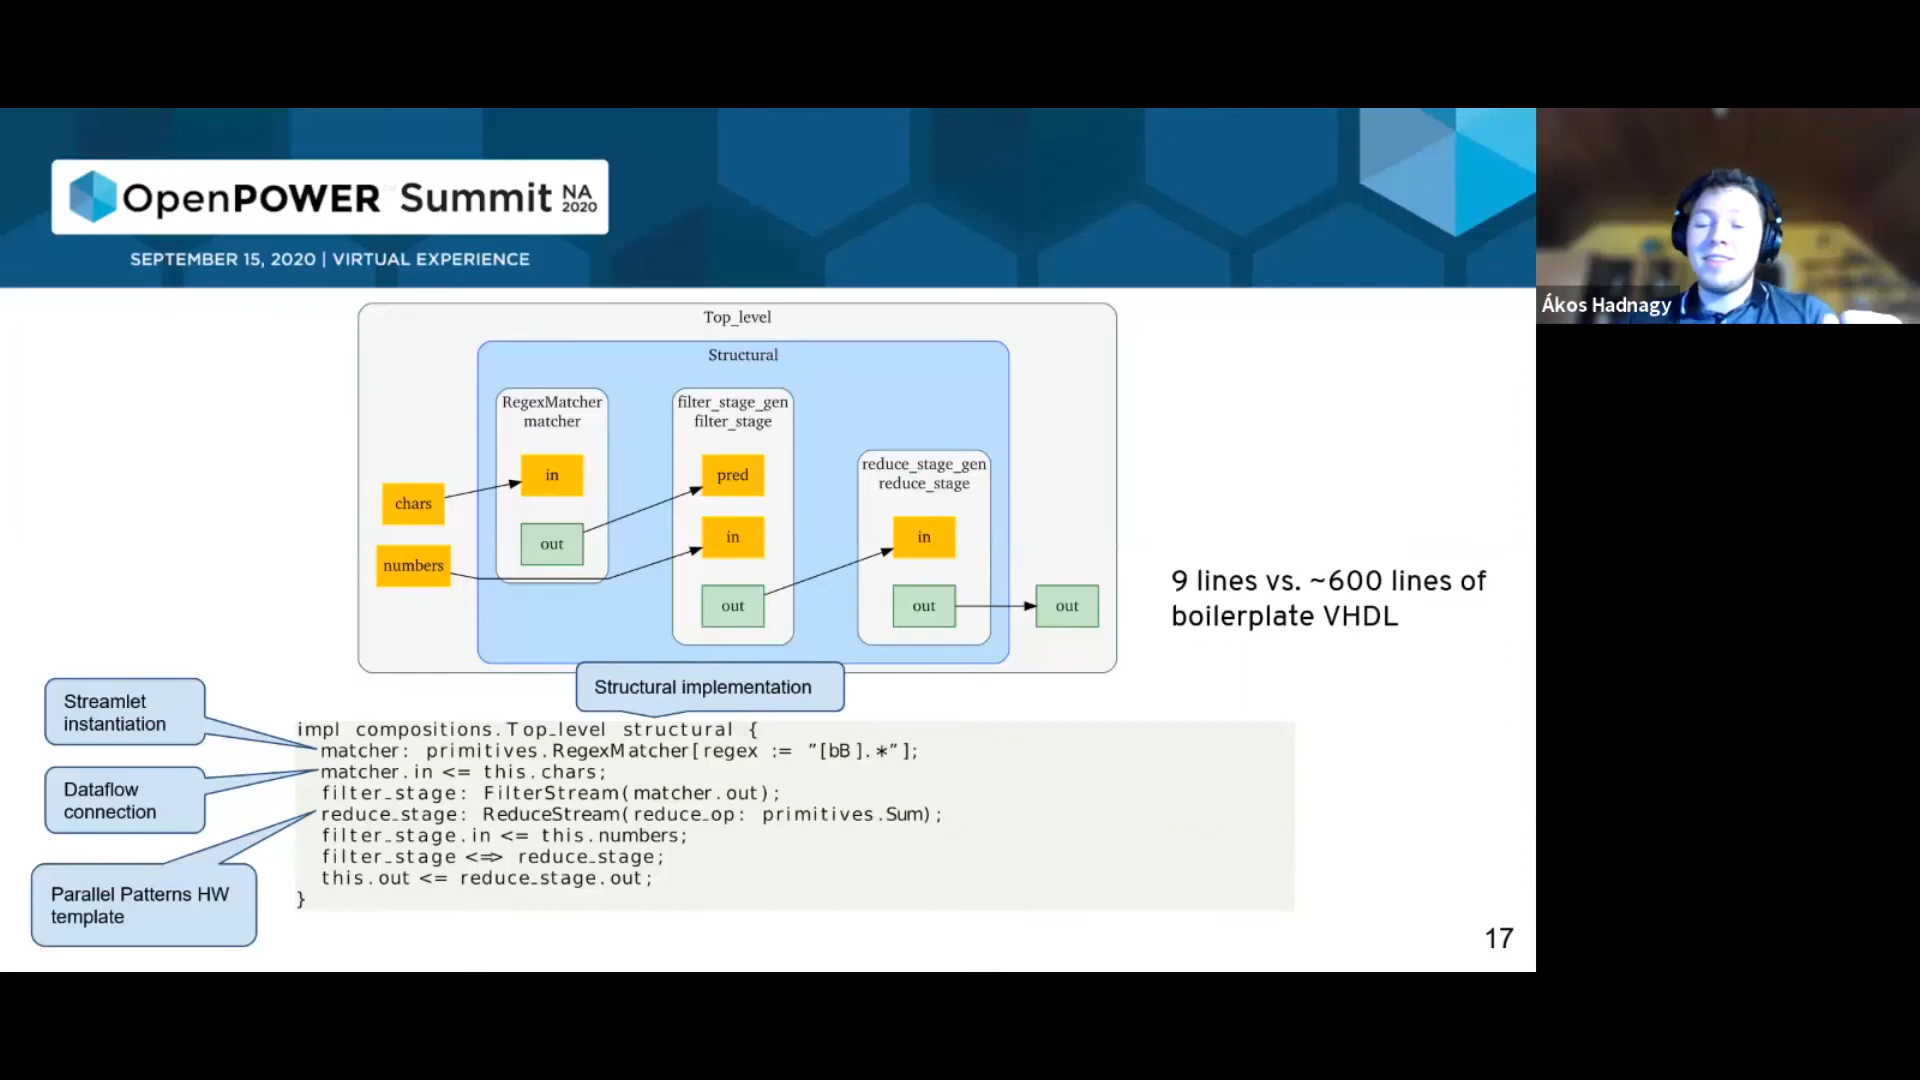 OpenPOWER™ Summit NA 2020
SEPTEMBER 15, 2020 | VIRTUAL EXPERIENCE
Ákos Hadnagy
Top_level
Structural
RegexMatcher
matcher
filter_stage_gen
filter_stage
reduce_stage_gen
reduce_stage
in
pred
chars
in
in
out
numbers
out
out
out
9 lines vs. ~600 lines of
boilerplate VHDL
Structural implementation
Streamlet
instantiation
Dataflow
connection
Parallel Patterns HW
template
impl compositions.Top_level structural {
matcher: primitives.RegexMatcher[regex := "[bB].*"];
matcher.in <= this.chars;
filter_stage: FilterStream(matcher.out);
reduce_stage: ReduceStream(reduce_op: primitives.Sum);
filter_stage.in <= this.numbers;
filter_stage <=> reduce_stage;
this.out <= reduce_stage.out;
}
17